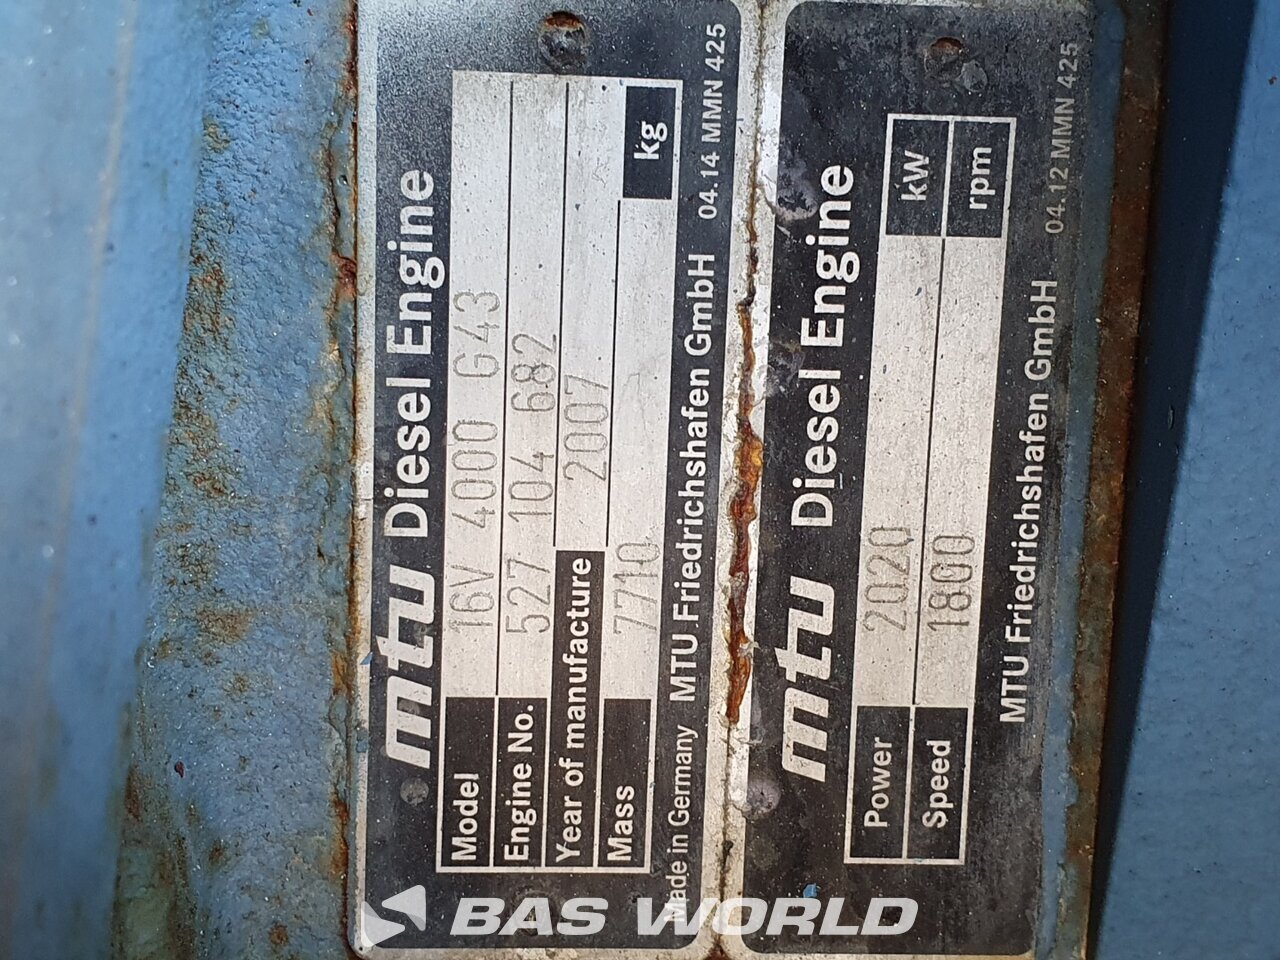 mtu Diesel Engine
Model 16V 4000 G43
Engine No. 527 104 682
Year of manufacture 2007
Mass 7710 kg
Made in Germany MTU Friedrichshafen GmbH 04.14 MMN 425
mtu Diesel Engine
Power 2020 kW
Speed 1800 rpm
MTU Friedrichshafen GmbH 04.12 MMN 425
BAS WORLD